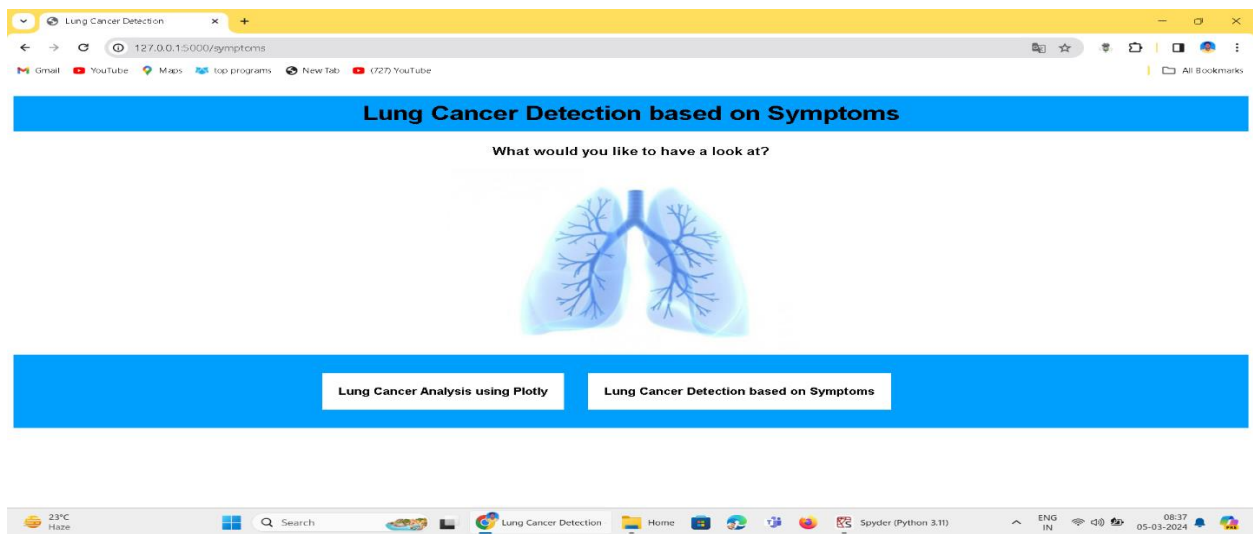 Lung Cancer Detection
127.0.0.1:5000/symptoms
Gmail YouTube Maps top programs New Tab (727) YouTube All Bookmarks
Lung Cancer Detection based on Symptoms
What would you like to have a look at?
Lung Cancer Analysis using Plotly Lung Cancer Detection based on Symptoms
23°C
Haze
Search
Lung Cancer Detection
Home
Spyder (Python 3.11)
ENG
IN
08:37
05-03-2024